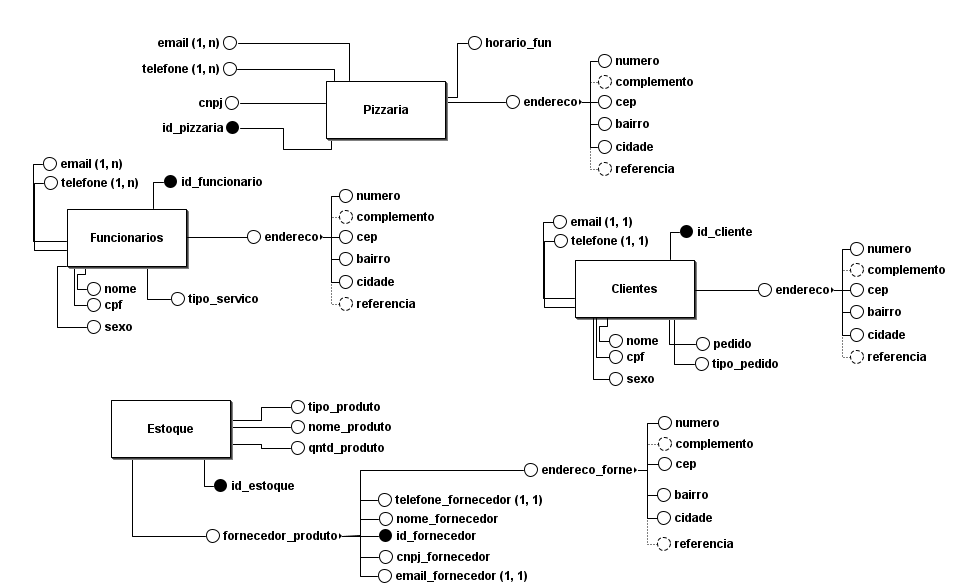 email (1, n)
telefone (1, n)
cnpj
id_pizzaria
Pizzaria
horario_fun
endereco
numero
complemento
cep
bairro
cidade
referencia
email (1, n)
telefone (1, n)
id_funcionario
Funcionarios
nome
cpf
sexo
tipo_servico
endereco
numero
complemento
cep
bairro
cidade
referencia
email (1, 1)
telefone (1, 1)
id_cliente
Clientes
nome
cpf
sexo
pedido
tipo_pedido
endereco
numero
complemento
cep
bairro
cidade
referencia
Estoque
tipo_produto
nome_produto
qntd_produto
id_estoque
fornecedor_produto
endereco_forne
numero
complemento
cep
bairro
cidade
referencia
telefone_fornecedor (1, 1)
nome_fornecedor
id_fornecedor
cnpj_fornecedor
email_fornecedor (1, 1)